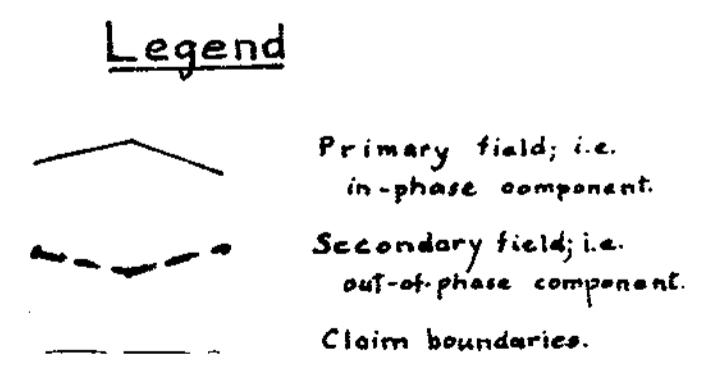 Legend
Primary field; i.e.
in-phase component.
Secondary field; i.e.
out-of-phase component.
Claim boundaries.